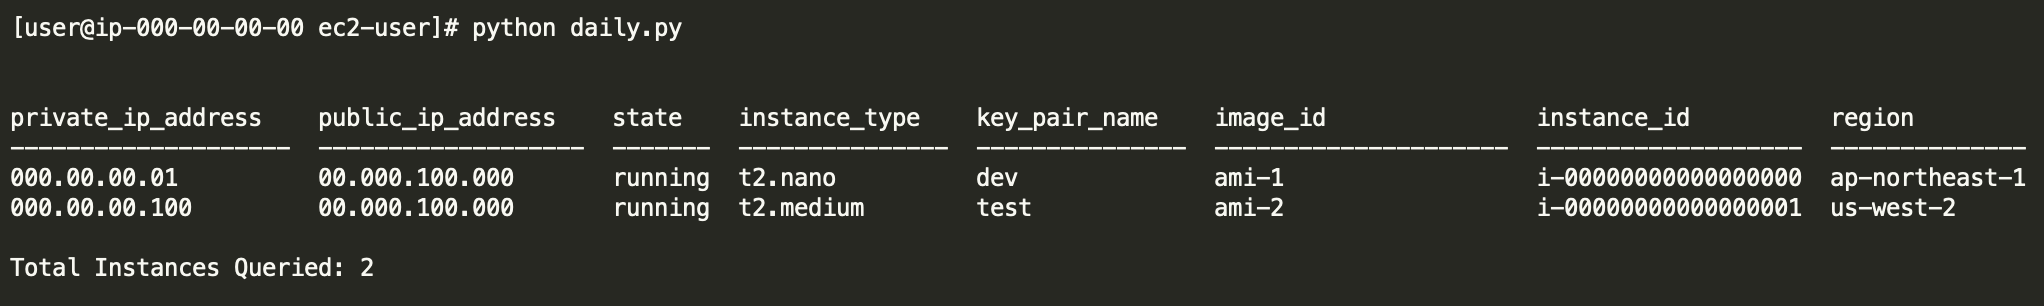 [user@ip-000-00-00-00 ec2-user]# python daily.py
private_ip_address    public_ip_address    state    instance_type    key_pair_name    image_id               instance_id          region
--------------------  -------------------  -------  ---------------  ---------------  ---------------------  -------------------  --------------
000.00.00.01          00.000.100.000       running  t2.nano          dev              ami-1                  i-00000000000000000  ap-northeast-1
000.00.00.100         00.000.100.000       running  t2.medium        test             ami-2                  i-00000000000000001  us-west-2
Total Instances Queried: 2